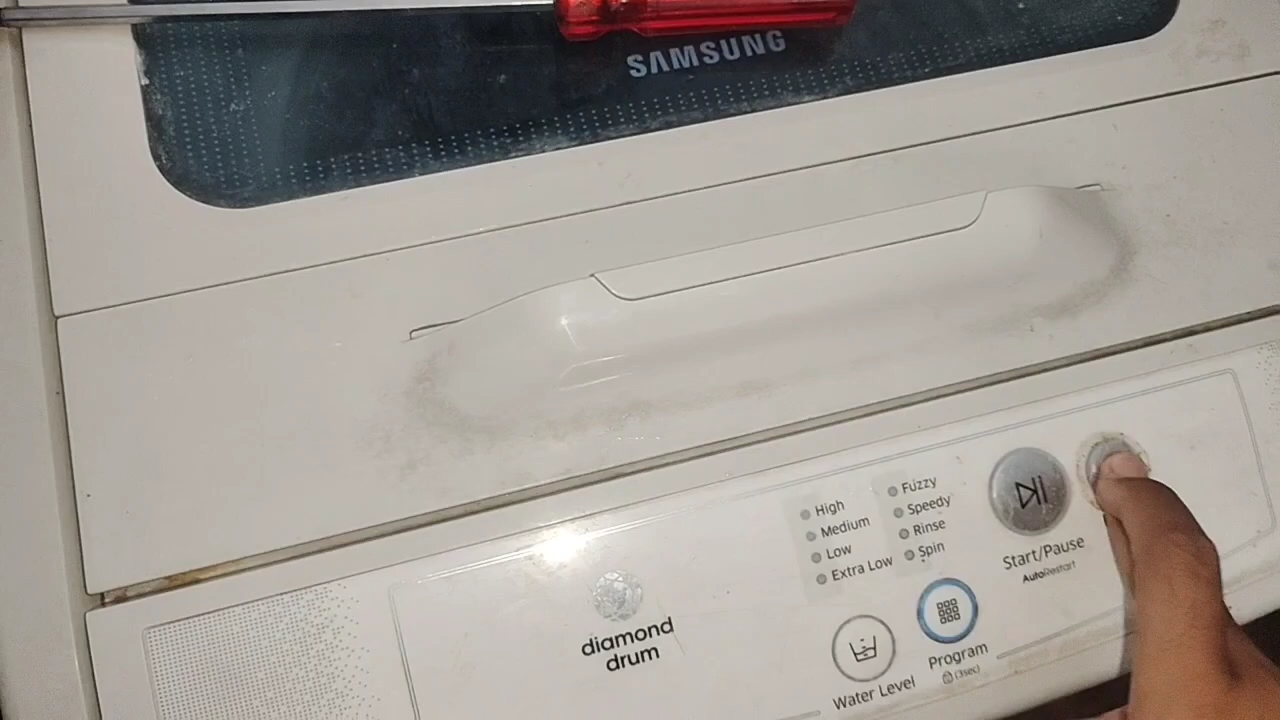 SAMSUNG
High
Medium
Low
Extra Low
Fuzzy
Speedy
Rinse
Spin
Start/Pause
AutoRestart
diamond
drum
Water Level
Program
(3sec)